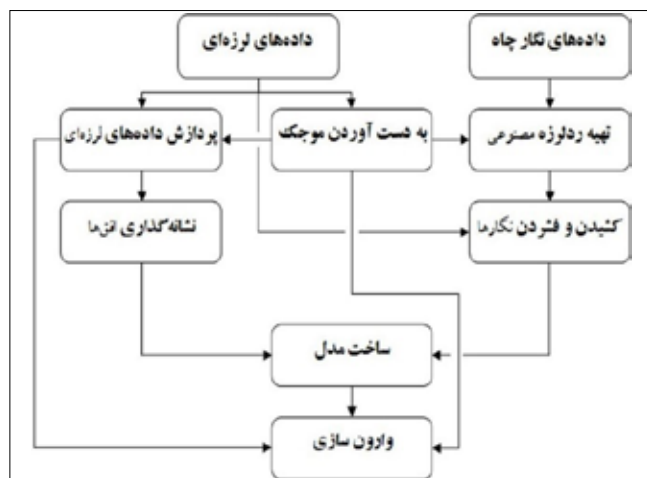 داده‌های نگار چاه
داده‌های لرزه‌ای
تهیه ردلرزه مصنوعی
به دست آوردن موجک
پردازش داده‌های لرزه‌ای
کشیدن و فشردن نگارها
نشانه‌گذاری افق‌ها
ساخت مدل
وارون سازی